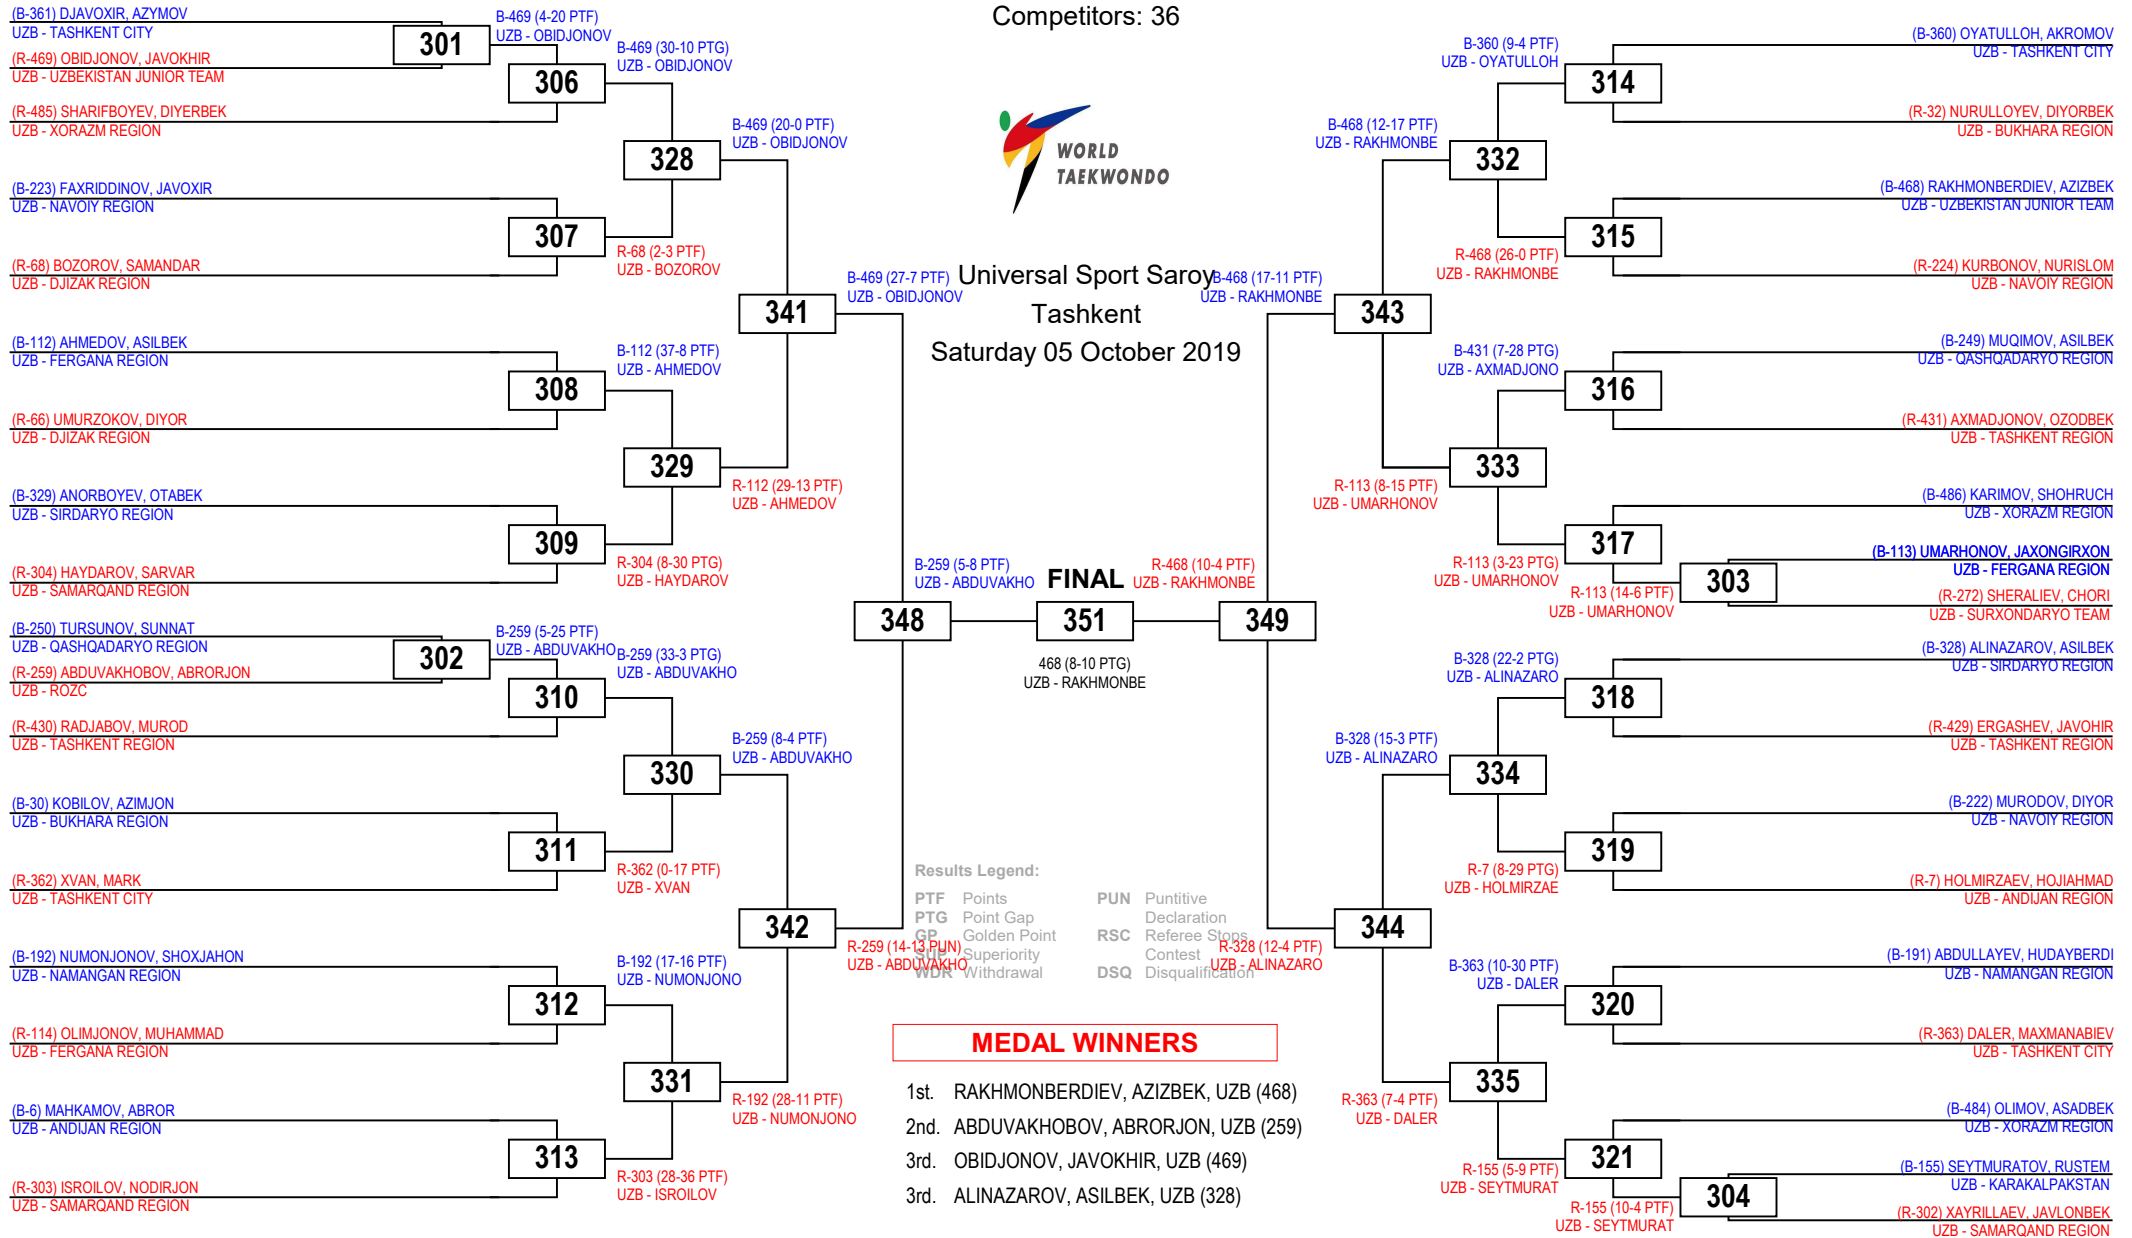 Competitors: 36
WORLD
TAEKWONDO
Universal Sport Saroy
Tashkent
Saturday 05 October 2019
(B-361) DJAVOXIR, AZYMOV
UZB - TASHKENT CITY
(R-469) OBIDJONOV, JAVOKHIR
UZB - UZBEKISTAN JUNIOR TEAM
(R-485) SHARIFBOYEV, DIYERBEK
UZB - XORAZM REGION
(B-223) FAXRIDDINOV, JAVOXIR
UZB - NAVOIY REGION
(R-68) BOZOROV, SAMANDAR
UZB - DJIZAK REGION
(B-112) AHMEDOV, ASILBEK
UZB - FERGANA REGION
(R-66) UMURZOKOV, DIYOR
UZB - DJIZAK REGION
(B-329) ANORBOYEV, OTABEK
UZB - SIRDARYO REGION
(R-304) HAYDAROV, SARVAR
UZB - SAMARQAND REGION
(B-250) TURSUNOV, SUNNAT
UZB - QASHQADARYO REGION
(R-259) ABDUVAKHOBOV, ABRORJON
UZB - ROZC
(R-430) RADJABOV, MUROD
UZB - TASHKENT REGION
(B-30) KOBILOV, AZIMJON
UZB - BUKHARA REGION
(R-362) XVAN, MARK
UZB - TASHKENT CITY
(B-192) NUMONJONOV, SHOXJAHON
UZB - NAMANGAN REGION
(R-114) OLIMJONOV, MUHAMMAD
UZB - FERGANA REGION
(B-6) MAHKAMOV, ABROR
UZB - ANDIJAN REGION
(R-303) ISROILOV, NODIRJON
UZB - SAMARQAND REGION
301
B-469 (4-20 PTF)
UZB - OBIDJONOV
302
B-259 (5-25 PTF)
UZB - ABDUVAKHO
306
B-469 (30-10 PTG)
UZB - OBIDJONOV
307
R-68 (2-3 PTF)
UZB - BOZOROV
308
B-112 (37-8 PTF)
UZB - AHMEDOV
309
R-304 (8-30 PTG)
UZB - HAYDAROV
310
B-259 (33-3 PTG)
UZB - ABDUVAKHO
311
R-362 (0-17 PTF)
UZB - XVAN
312
B-192 (17-16 PTF)
UZB - NUMONJONO
313
R-303 (28-36 PTF)
UZB - ISROILOV
328
B-469 (20-0 PTF)
UZB - OBIDJONOV
329
R-112 (29-13 PTF)
UZB - AHMEDOV
330
B-259 (8-4 PTF)
UZB - ABDUVAKHO
331
R-192 (28-11 PTF)
UZB - NUMONJONO
341
B-469 (27-7 PTF)
UZB - OBIDJONOV
342
R-259 (14-13 PUN)
UZB - ABDUVAKHO
348
B-259 (5-8 PTF)
UZB - ABDUVAKHO
FINAL
351
468 (8-10 PTG)
UZB - RAKHMONBE
R-468 (10-4 PTF)
UZB - RAKHMONBE
349
B-468 (17-11 PTF)
UZB - RAKHMONBE
343
R-328 (12-4 PTF)
UZB - ALINAZARO
344
B-468 (12-17 PTF)
UZB - RAKHMONBE
332
R-113 (8-15 PTF)
UZB - UMARHONOV
333
B-328 (15-3 PTF)
UZB - ALINAZARO
334
R-363 (7-4 PTF)
UZB - DALER
335
B-360 (9-4 PTF)
UZB - OYATULLOH
314
R-468 (26-0 PTF)
UZB - RAKHMONBE
315
B-431 (7-28 PTG)
UZB - AXMADJONO
316
R-113 (3-23 PTG)
UZB - UMARHONOV
317
R-113 (14-6 PTF)
UZB - UMARHONOV
303
B-328 (22-2 PTG)
UZB - ALINAZARO
318
R-7 (8-29 PTG)
UZB - HOLMIRZAE
319
B-363 (10-30 PTF)
UZB - DALER
320
R-155 (5-9 PTF)
UZB - SEYTMURAT
321
R-155 (10-4 PTF)
UZB - SEYTMURAT
304
(B-360) OYATULLOH, AKROMOV
UZB - TASHKENT CITY
(R-32) NURULLOYEV, DIYORBEK
UZB - BUKHARA REGION
(B-468) RAKHMONBERDIEV, AZIZBEK
UZB - UZBEKISTAN JUNIOR TEAM
(R-224) KURBONOV, NURISLOM
UZB - NAVOIY REGION
(B-249) MUQIMOV, ASILBEK
UZB - QASHQADARYO REGION
(R-431) AXMADJONOV, OZODBEK
UZB - TASHKENT REGION
(B-486) KARIMOV, SHOHRUCH
UZB - XORAZM REGION
(B-113) UMARHONOV, JAXONGIRXON
UZB - FERGANA REGION
(R-272) SHERALIEV, CHORI
UZB - SURXONDARYO TEAM
(B-328) ALINAZAROV, ASILBEK
UZB - SIRDARYO REGION
(R-429) ERGASHEV, JAVOHIR
UZB - TASHKENT REGION
(B-222) MURODOV, DIYOR
UZB - NAVOIY REGION
(R-7) HOLMIRZAEV, HOJIAHMAD
UZB - ANDIJAN REGION
(B-191) ABDULLAYEV, HUDAYBERDI
UZB - NAMANGAN REGION
(R-363) DALER, MAXMANABIEV
UZB - TASHKENT CITY
(B-484) OLIMOV, ASADBEK
UZB - XORAZM REGION
(B-155) SEYTMURATOV, RUSTEM
UZB - KARAKALPAKSTAN
(R-302) XAYRILLAEV, JAVLONBEK
UZB - SAMARQAND REGION
Results Legend:
PTF Points
PTG Point Gap
GP Golden Point
SUP Superiority
WDR Withdrawal
PUN Puntitive
Declaration
RSC Referee Stops
Contest
DSQ Disqualification
MEDAL WINNERS
1st. RAKHMONBERDIEV, AZIZBEK, UZB (468)
2nd. ABDUVAKHOBOV, ABRORJON, UZB (259)
3rd. OBIDJONOV, JAVOKHIR, UZB (469)
3rd. ALINAZAROV, ASILBEK, UZB (328)